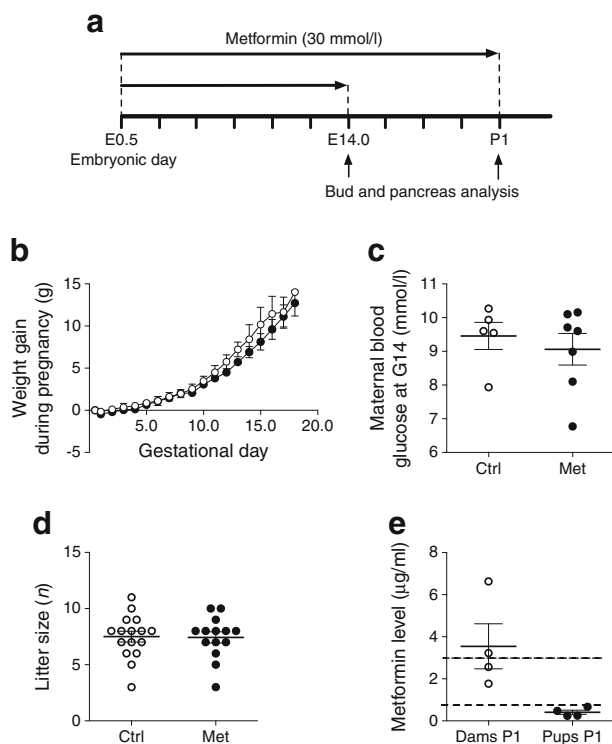 a
Metformin (30 mmol/l)
E0.5 E14.0 P1
Embryonic day
Bud and pancreas analysis
b
Weight gain
during pregnancy (g)
15
10
5
0
-5
5.0 10.0 15.0 20.0
Gestational day
c
Maternal blood
glucose at G14 (mmol/l)
11
10
9
8
7
6
Ctrl Met
d
Litter size (n)
15
10
5
0
Ctrl Met
e
Metformin level (µg/ml)
8
6
4
2
0
Dams P1 Pups P1